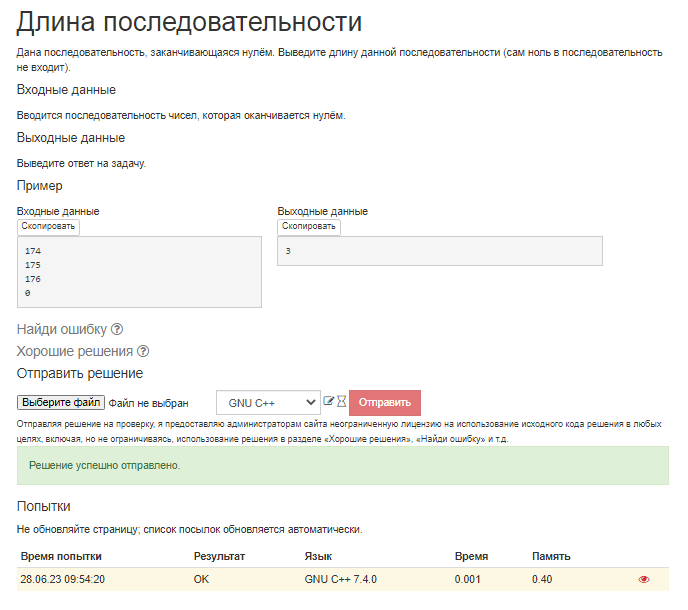 Длина последовательности
Дана последовательность, заканчивающаяся нулём. Выведите длину данной последовательности (сам ноль в последовательность
не входит).
Входные данные
Вводится последовательность чисел, которая оканчивается нулём.
Выходные данные
Выведите ответ на задачу.
Пример
Входные данные Выходные данные
Скопировать Скопировать
174 3
175
176
0
Найди ошибку
Хорошие решения
Отправить решение
Выберите файл Файл не выбран GNU C++ Отправить
Отправляя решение на проверку, я предоставляю администраторам сайта неограниченную лицензию на использование исходного кода решения в любых
целях, включая, но не ограничиваясь, использование решения в разделе «Хорошие решения», «Найди ошибку» и т.д.
Решение успешно отправлено.
Попытки
Не обновляйте страницу; список посылок обновляется автоматически.
Время попытки Результат Язык Время Память
28.06.23 09:54:20 OK GNU C++ 7.4.0 0.001 0.40